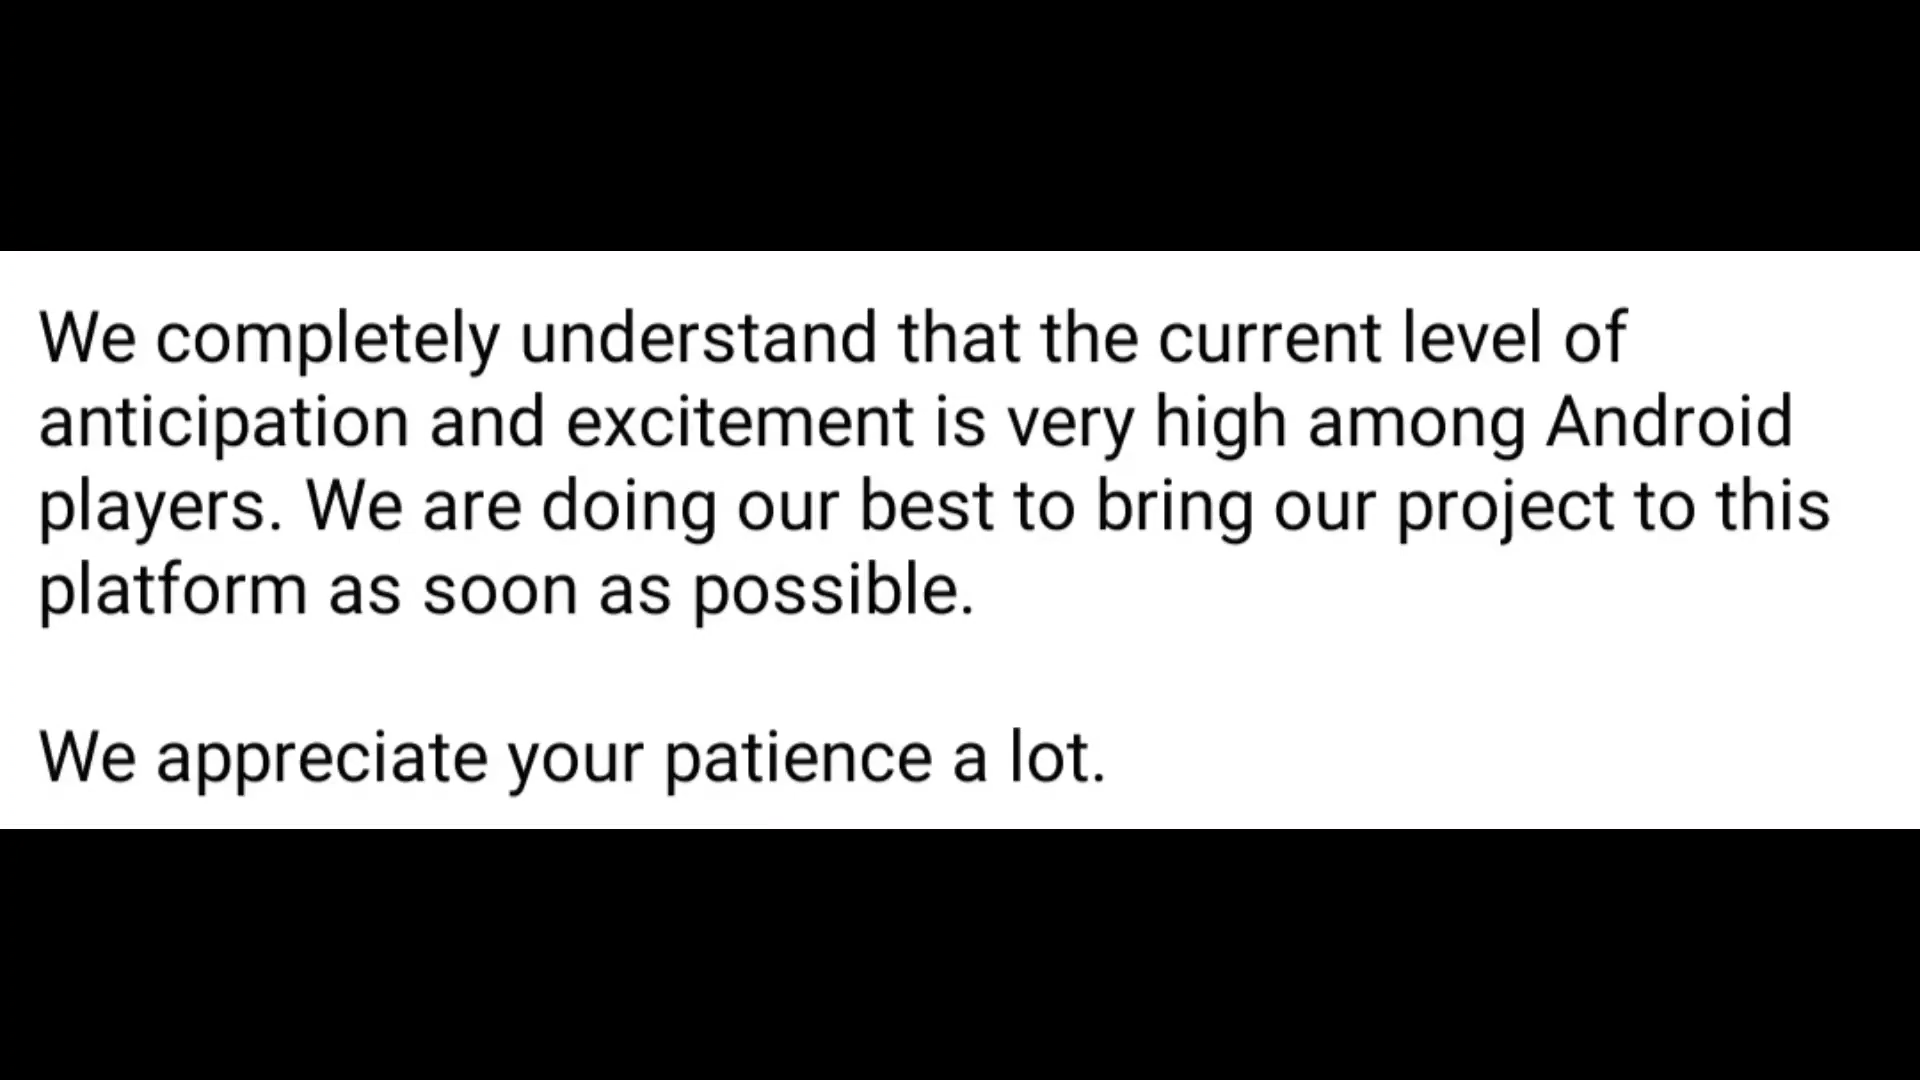 We completely understand that the current level of
anticipation and excitement is very high among Android
players. We are doing our best to bring our project to this
platform as soon as possible.
We appreciate your patience a lot.